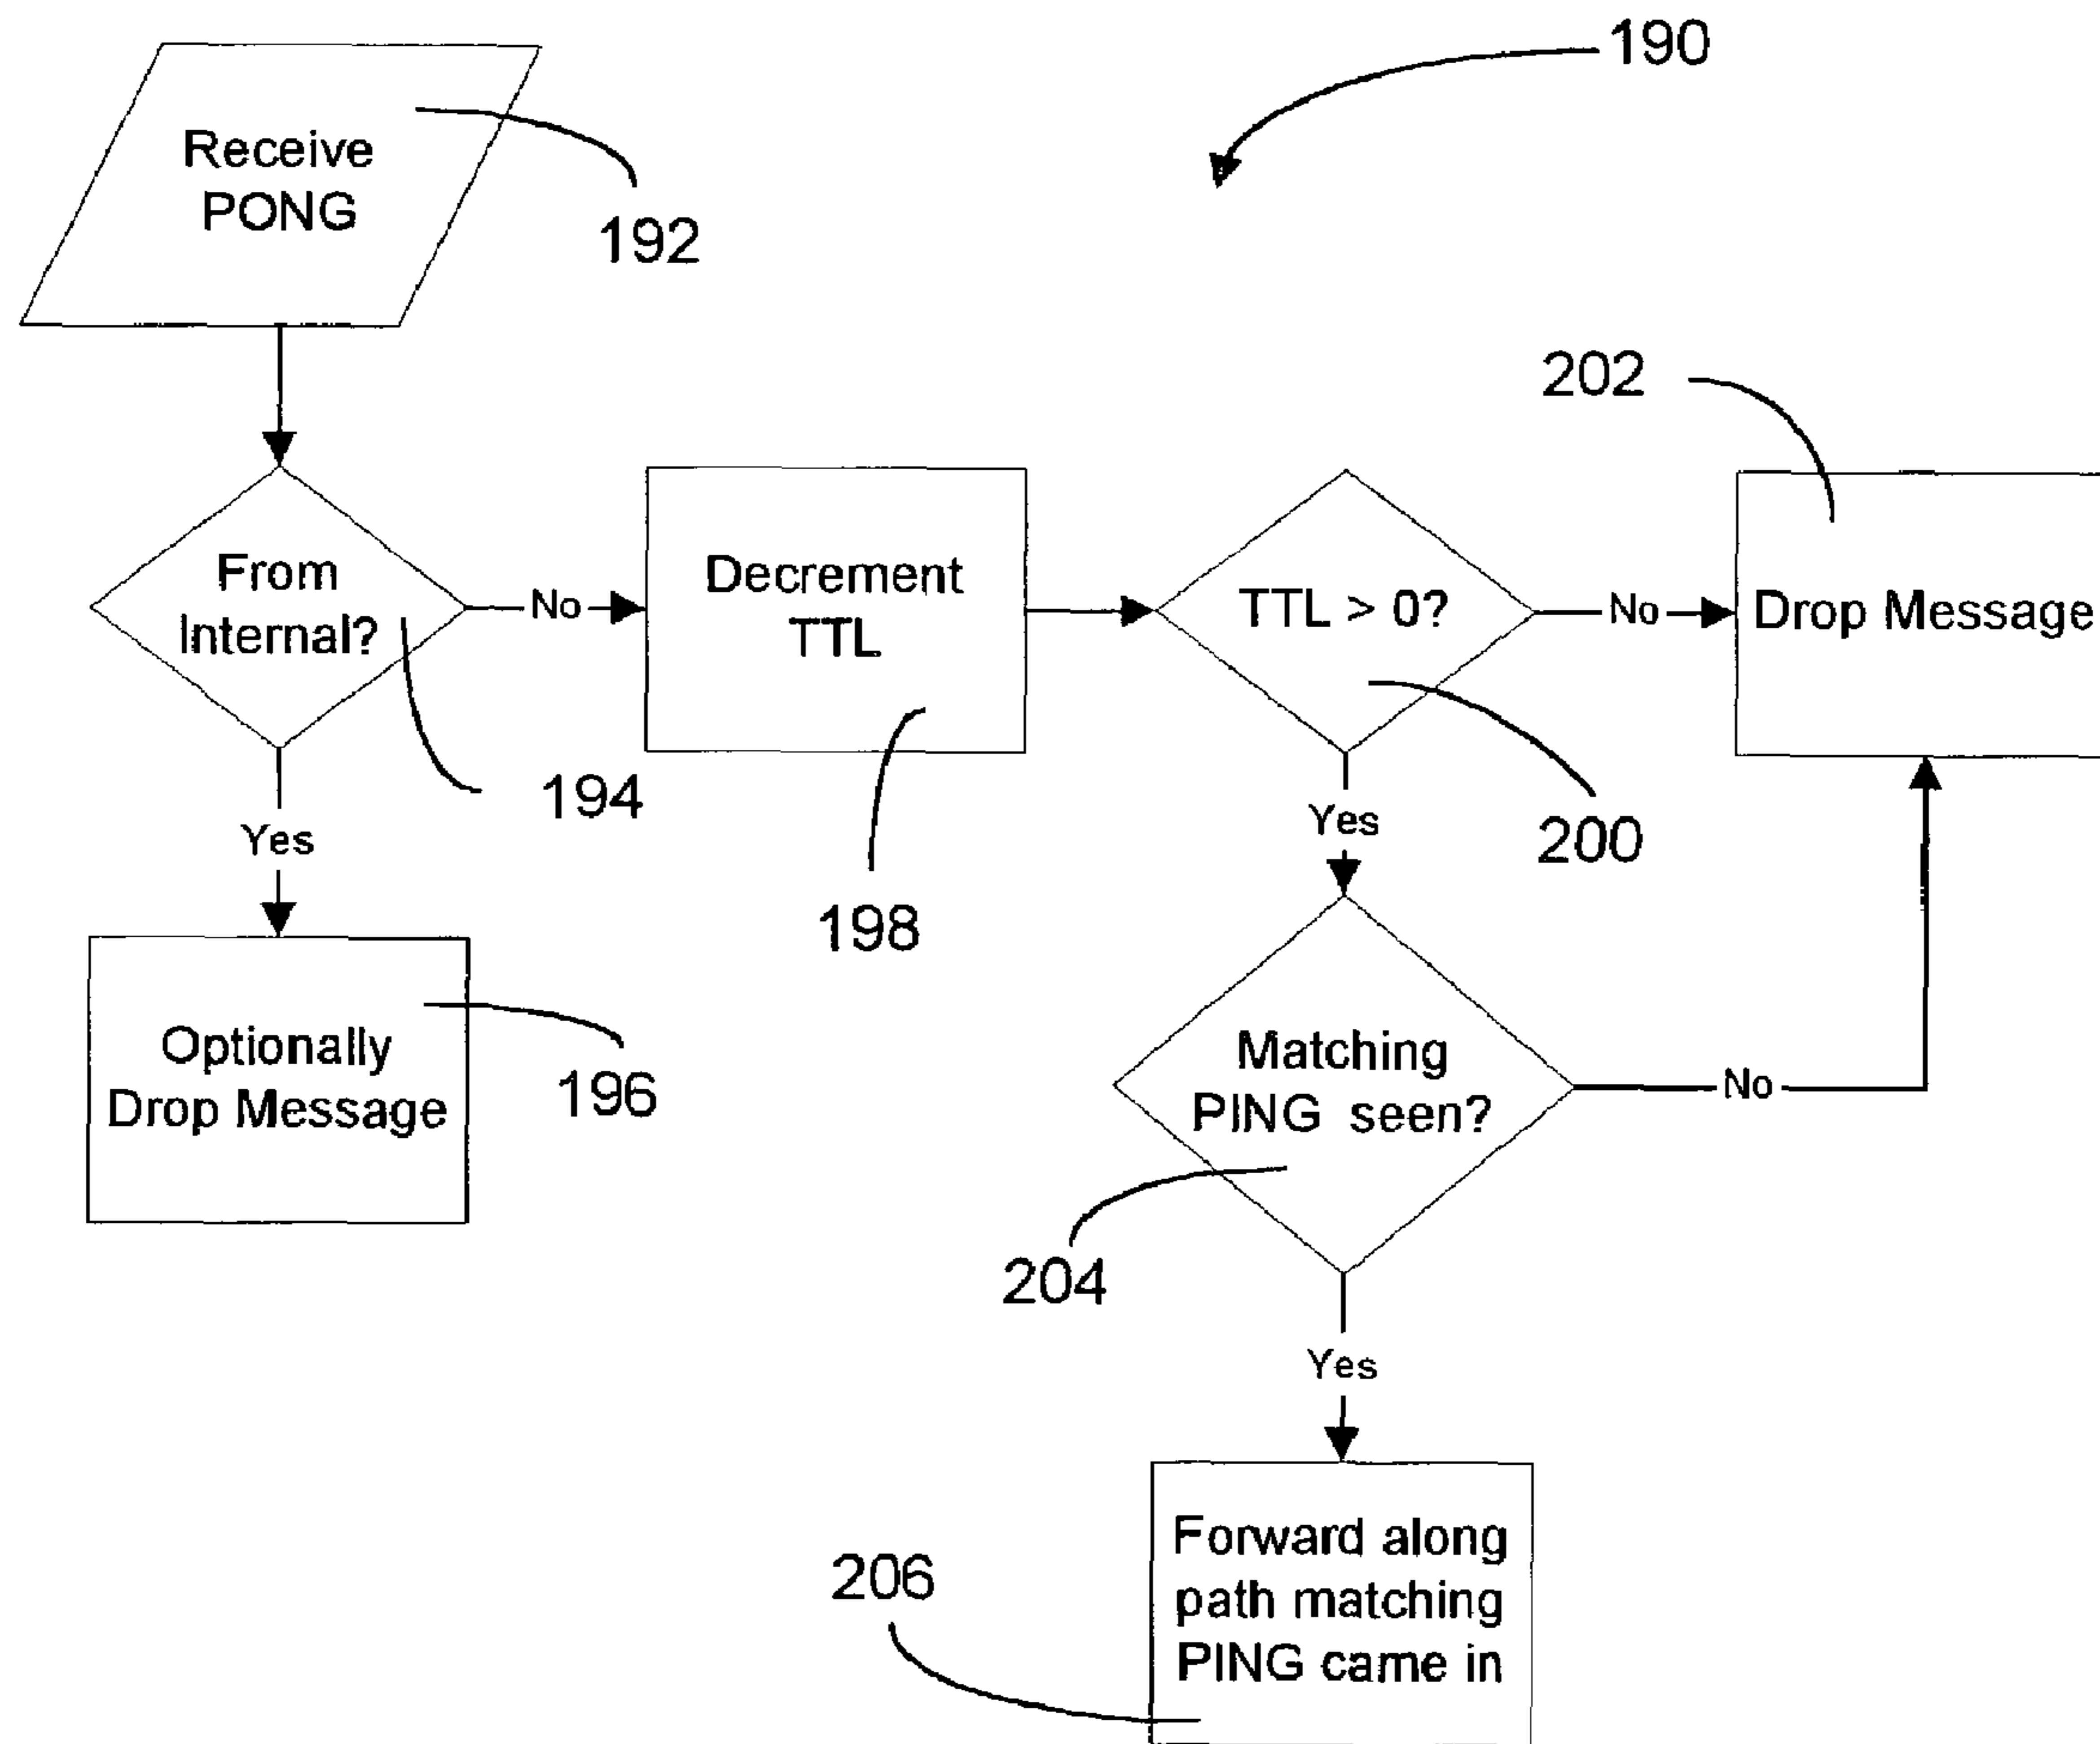 190
Receive
PONG
192
202
From
Internal?
No
Decrement
TTL
TTL > 0?
No
Drop Message
194
Yes
198
Yes
200
Optionally
Drop Message
196
Matching
PING seen?
No
204
Yes
206
Forward along
path matching
PING came in